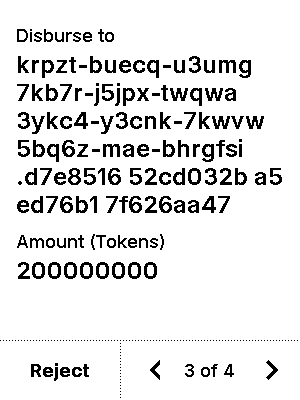 Disburse to
krpzt-buecq-u3umg
7kb7r-j5jpx-twqwa
3ykc4-y3cnk-7kwvw
5bq6z-mae-bhrgfsi
.d7e8516 52cd032b a5
ed76b1 7f626aa47
Amount (Tokens)
200000000
Reject
3 of 4